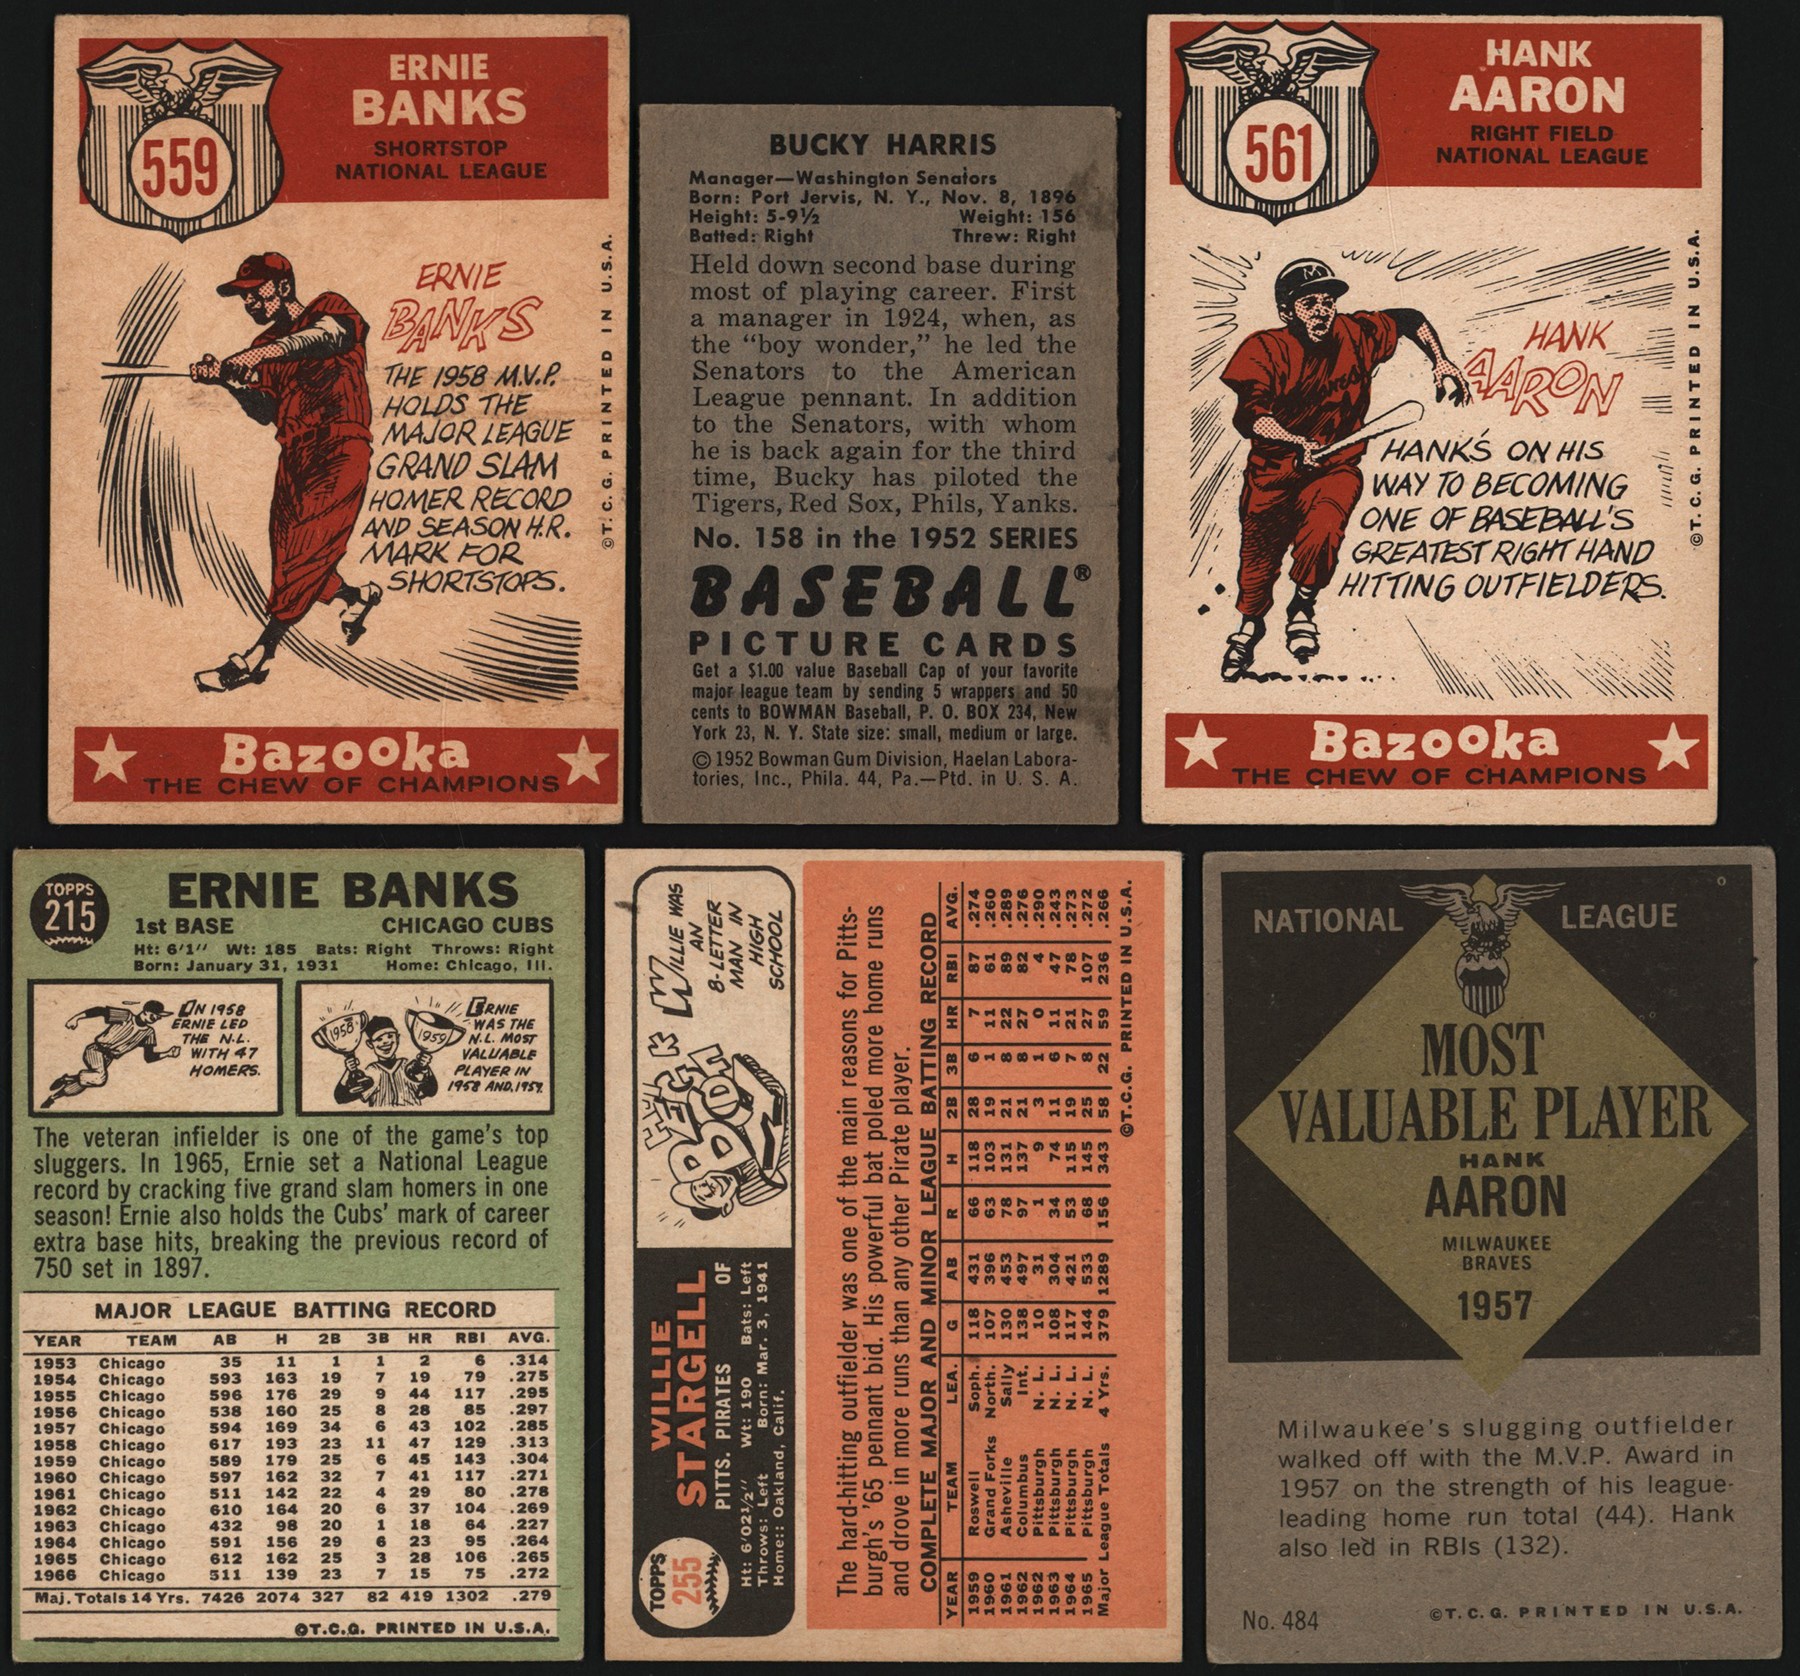 ERNIE
BANKS
SHORTSTOP
NATIONAL LEAGUE
559
ERNIE
BANKS
THE 1958 M.V.P.
HOLDS THE
MAJOR LEAGUE
GRAND SLAM
HOMER RECORD
AND SEASON H.R.
MARK FOR
SHORTSTOPS.
©T.C.G. PRINTED IN U.S.A.
Bazooka
THE CHEW OF CHAMPIONS
BUCKY HARRIS
Manager—Washington Senators
Born: Port Jervis, N. Y., Nov. 8, 1896
Height: 5-9½ Weight: 156
Batted: Right Threw: Right
Held down second base during
most of playing career. First
a manager in 1924, when, as
the "boy wonder," he led the
Senators to the American
League pennant. In addition
to the Senators, with whom
he is back again for the third
time, Bucky has piloted the
Tigers, Red Sox, Phils, Yanks.
No. 158 in the 1952 SERIES
BASEBALL®
PICTURE CARDS
Get a $1.00 value Baseball Cap of your favorite
major league team by sending 5 wrappers and 50
cents to BOWMAN Baseball, P. O. BOX 234, New
York 23, N. Y. State size: small, medium or large.
© 1952 Bowman Gum Division, Haelan Labora-
tories, Inc., Phila. 44, Pa.—Ptd. in U. S. A.
HANK
AARON
RIGHT FIELD
NATIONAL LEAGUE
561
M
HANK
AARON
HANK'S ON HIS
WAY TO BECOMING
ONE OF BASEBALL'S
GREATEST RIGHT HAND
HITTING OUTFIELDERS.
©T.C.G. PRINTED IN U.S.A.
Bazooka
THE CHEW OF CHAMPIONS
TOPPS
215
ERNIE BANKS
1st BASE CHICAGO CUBS
Ht: 6'1" Wt: 185 Bats: Right Throws: Right
Born: January 31, 1931 Home: Chicago, Ill.
IN 1958
ERNIE LED
THE N.L.
WITH 47
HOMERS.
1958
1959
ERNIE
WAS THE
N.L. MOST
VALUABLE
PLAYER IN
1958 AND 1959.
The veteran infielder is one of the game's top
sluggers. In 1965, Ernie set a National League
record by cracking five grand slam homers in one
season! Ernie also holds the Cubs' mark of career
extra base hits, breaking the previous record of
750 set in 1897.
MAJOR LEAGUE BATTING RECORD
YEAR TEAM AB H 2B 3B HR RBI AVG.
1953 Chicago 35 11 1 1 2 6 .314
1954 Chicago 593 163 19 7 19 79 .275
1955 Chicago 596 176 29 9 44 117 .295
1956 Chicago 538 160 25 8 28 85 .297
1957 Chicago 594 169 34 6 43 102 .285
1958 Chicago 617 193 23 11 47 129 .313
1959 Chicago 589 179 25 6 45 143 .304
1960 Chicago 597 162 32 7 41 117 .271
1961 Chicago 511 142 22 4 29 80 .278
1962 Chicago 610 164 20 6 37 104 .269
1963 Chicago 432 98 20 1 18 64 .227
1964 Chicago 591 156 29 6 23 95 .264
1965 Chicago 612 162 25 3 28 106 .265
1966 Chicago 511 139 23 7 15 75 .272
Maj. Totals 14 Yrs. 7426 2074 327 82 419 1302 .279
©T.C.G. PRINTED IN U.S.A.
TOPPS
255
WILLIE
STARGELL
PITTS. PIRATES OF
Ht: 6/02½" Wt: 190 Bats: Left
Throws: Left Born: Mar. 3, 1941
Home:: Oakland, Calif.
HECK
WILLIE WAS
AN
8-LETTER
MAN IN
HIGH
SCHOOL
The hard-hitting outfielder was one of the main reasons for Pitts-
burgh's '65 pennant bid. His powerful bat poled more home runs
and drove in more runs than any other Pirate player.
COMPLETE MAJOR AND MINOR LEAGUE BATTING RECORD
YEAR TEAM LEA. G AB R H 2B 3B HR RBI AVG.
1959 Roswell Soph. 118 431 66 118 28 6 7 87 .274
1960 Grand Forks North. 107 396 63 103 19 1 11 61 .260
1961 Asheville Sally 130 453 78 131 21 8 22 89 .289
1962 Columbus Int. 138 497 97 137 21 8 27 82 .276
1962 Pittsburgh N. L. 10 31 1 9 3 1 0 4 .290
1963 Pittsburgh N. L. 108 304 34 74 11 6 11 47 .243
1964 Pittsburgh N. L. 117 421 53 115 19 7 21 78 .273
1965 Pittsburgh N. L. 144 533 68 145 25 8 27 107 .272
Major League Totals 4 Yrs. 379 1289 156 343 58 22 59 236 .266
©T.C.G. PRINTED IN U.S.A.
NATIONAL LEAGUE
MOST
VALUABLE PLAYER
HANK
AARON
MILWAUKEE
BRAVES
1957
Milwaukee's slugging outfielder
walked off with the M.V.P. Award in
1957 on the strength of his league-
leading home run total (44). Hank
also led in RBIs (132).
No. 484 ©T.C.G. PRINTED IN U.S.A.